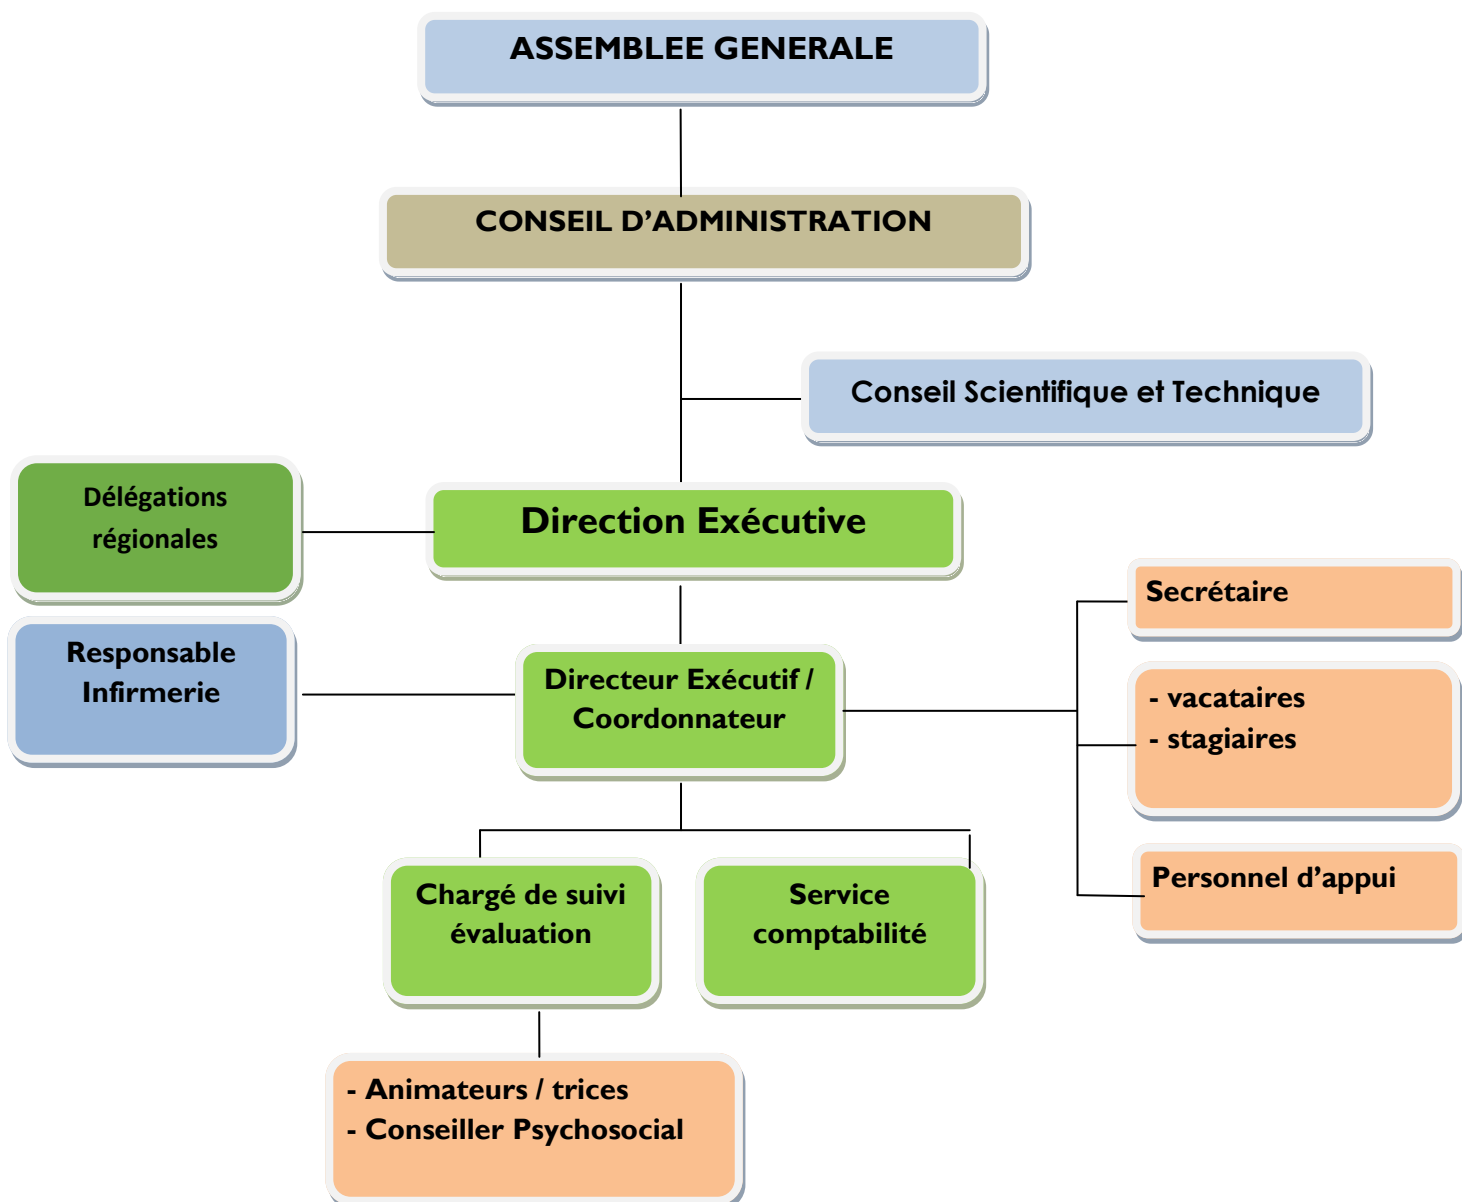 ASSEMBLEE GENERALE
CONSEIL D’ADMINISTRATION
Conseil Scientifique et Technique
Délégations
régionales
Direction Exécutive
Secrétaire
Responsable
Infirmerie
Directeur Exécutif /
Coordonnateur
- vacataires
- stagiaires
Chargé de suivi
évaluation
Service
comptabilité
Personnel d’appui
- Animateurs / trices
- Conseiller Psychosocial